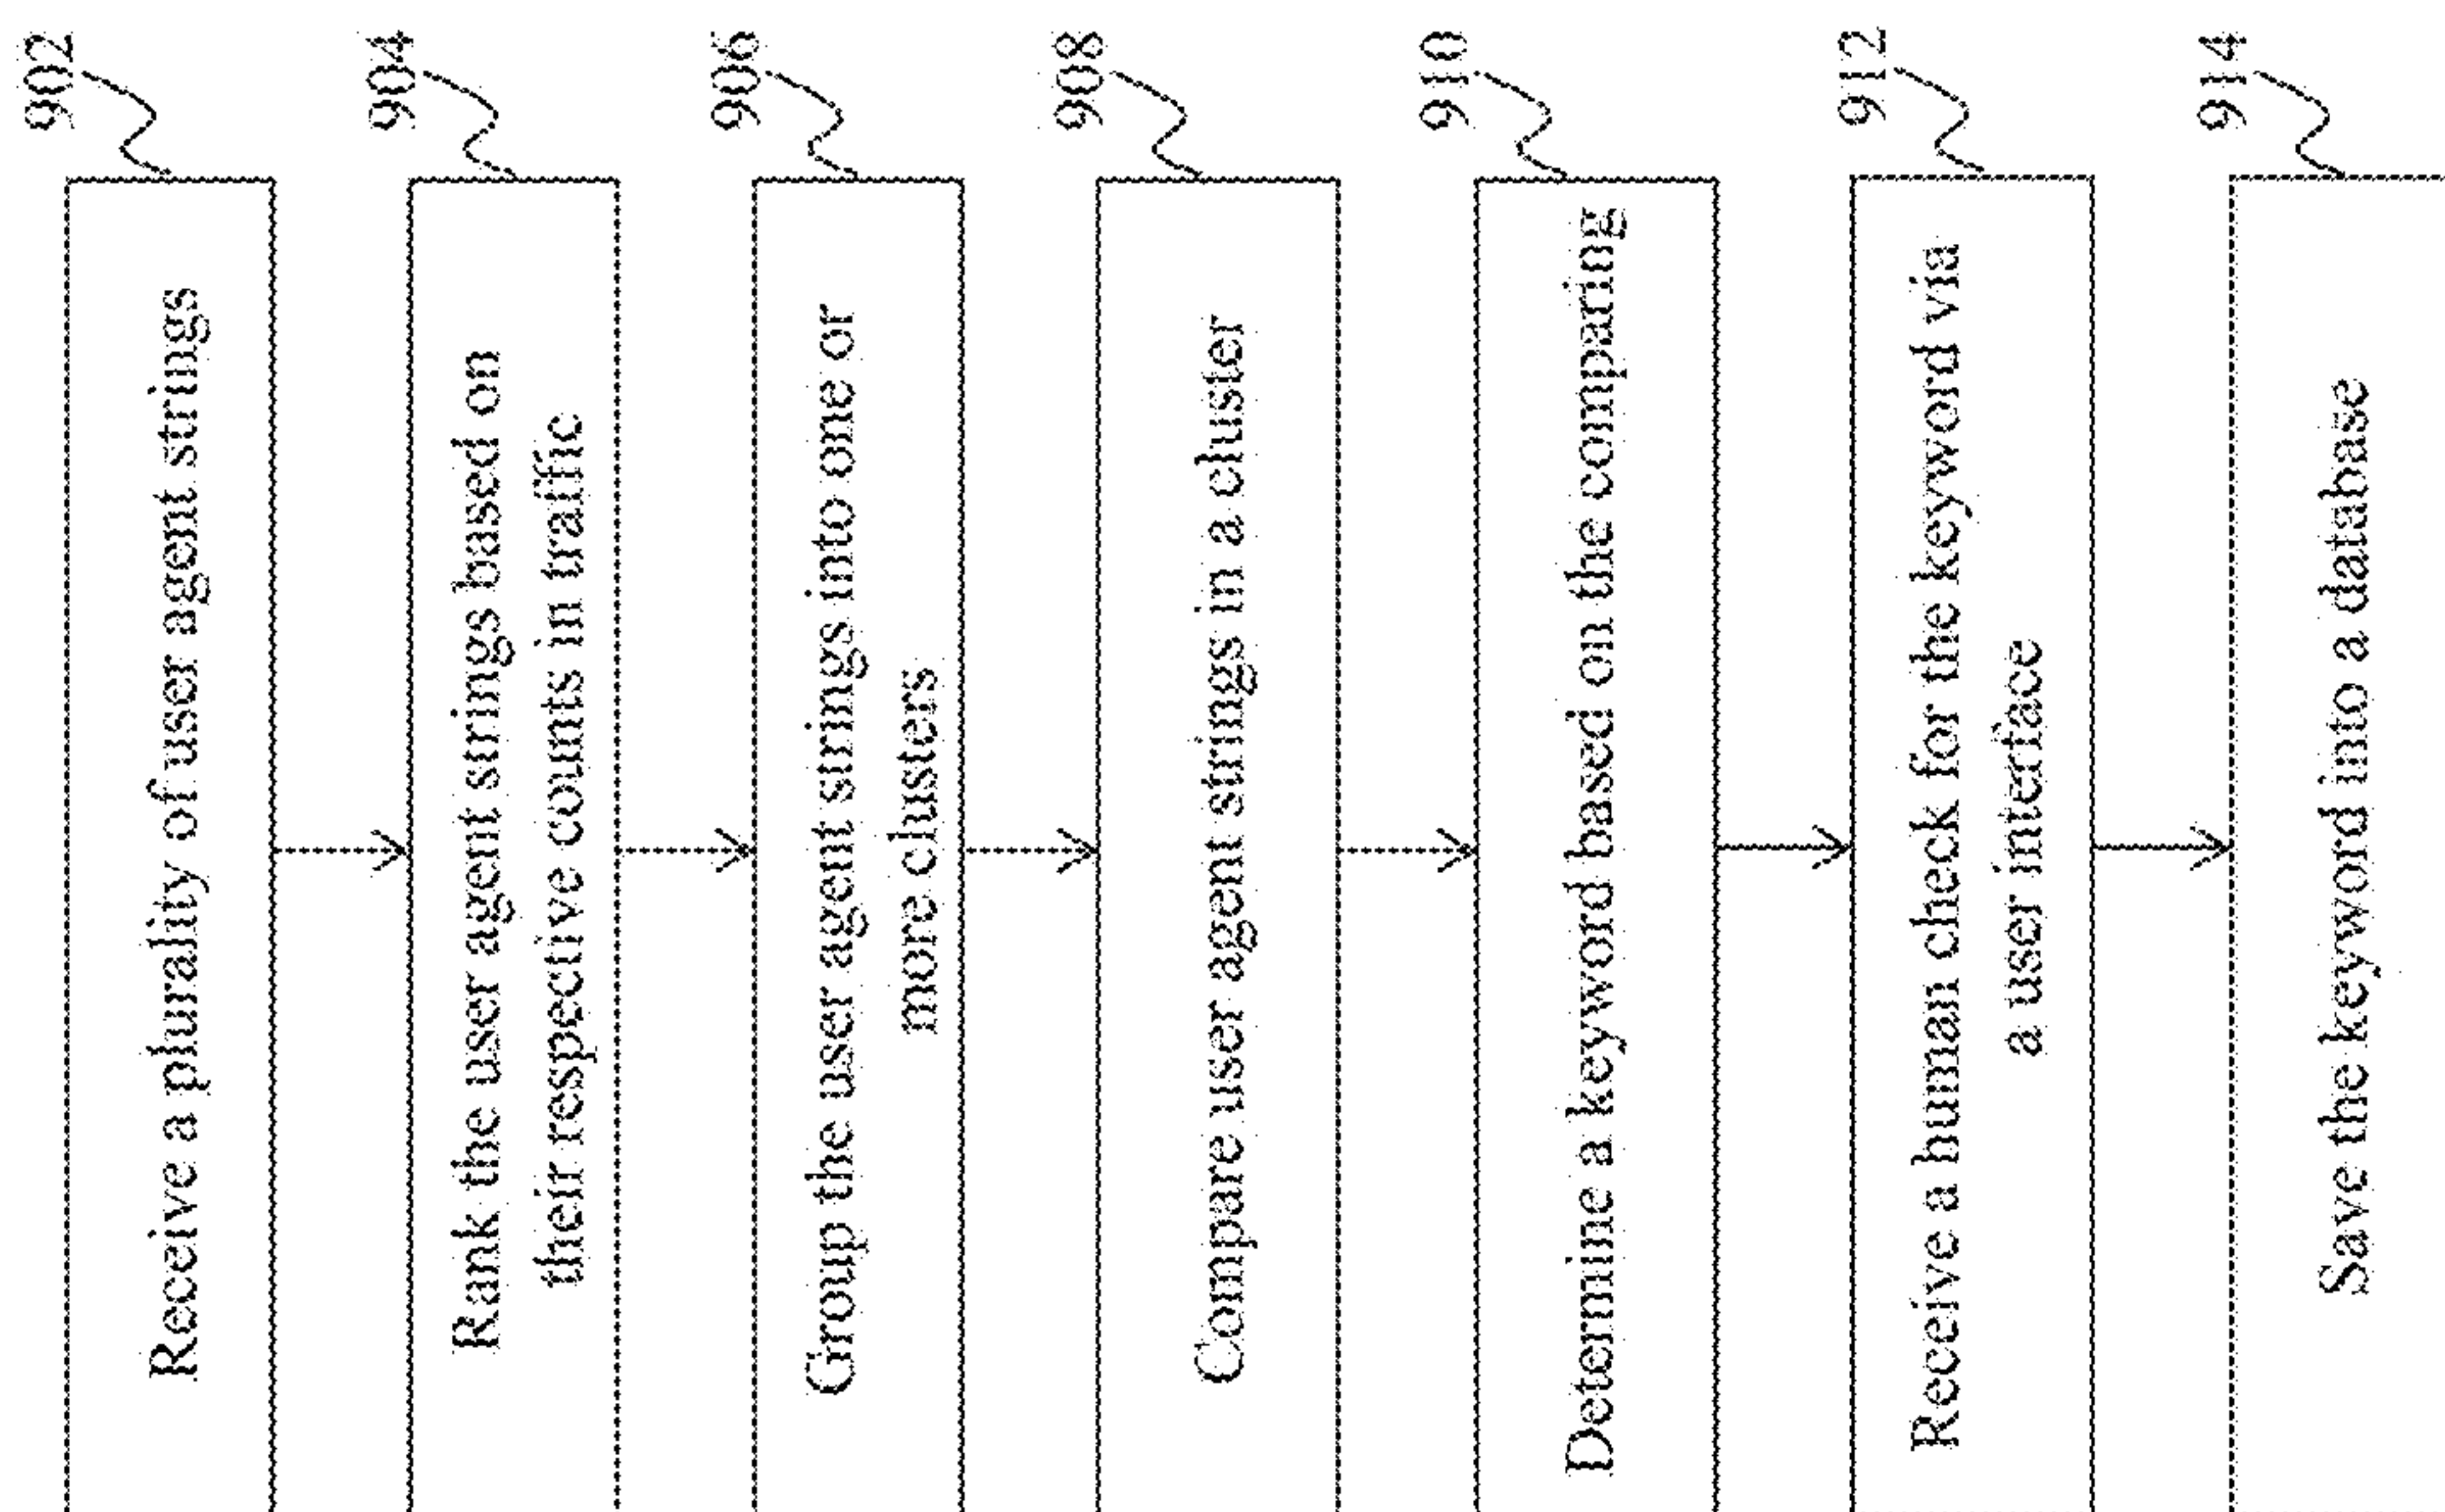 902
Receive a plurality of user agent strings
904
Rank the user agent strings based on
their respective counts in traffic
906
Group the user agent strings into one or
more clusters
908
Compare user agent strings in a cluster
910
Determine a keyword based on the comparing
912
Receive a human check for the keyword via
a user interface
914
Save the keyword into a database